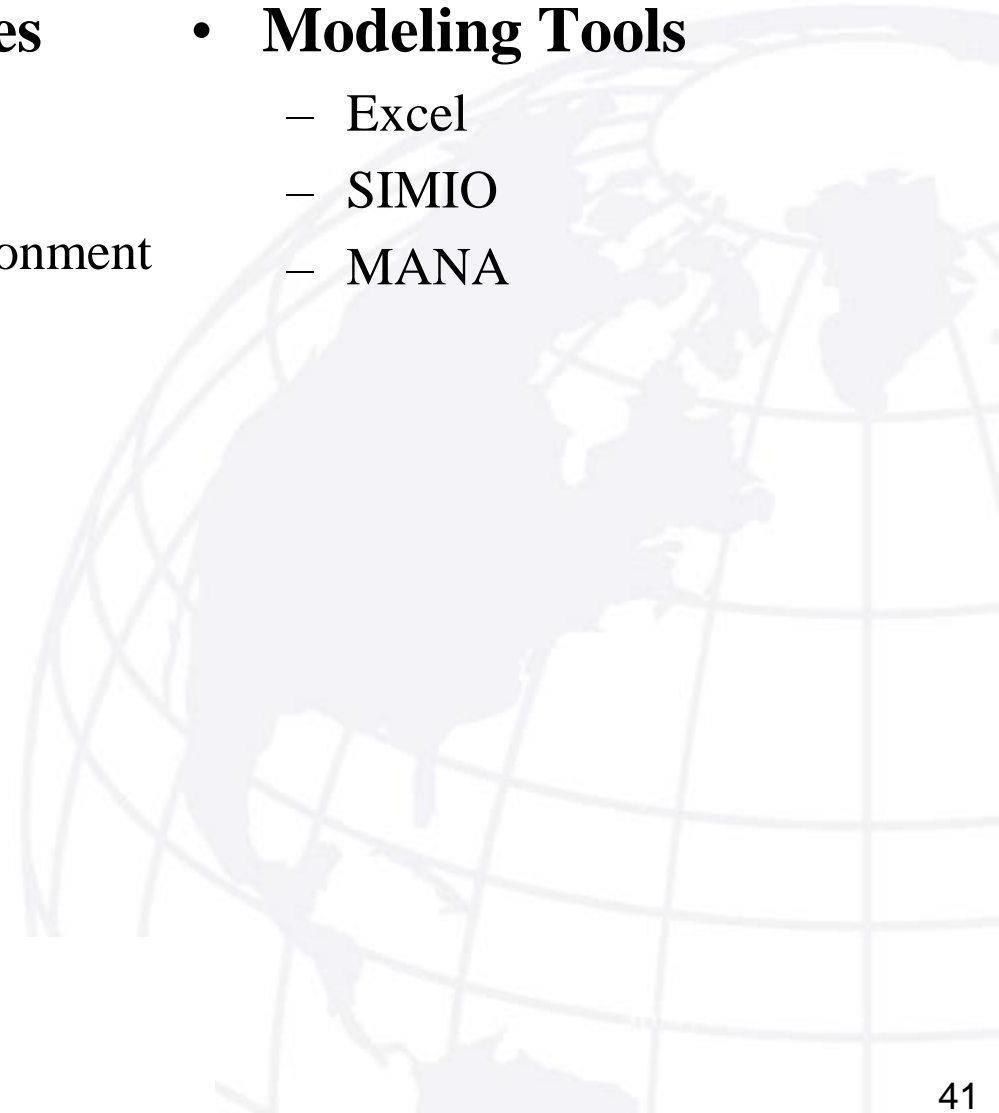 es
onment
• Modeling Tools
– Excel
– SIMIO
– MANA
41